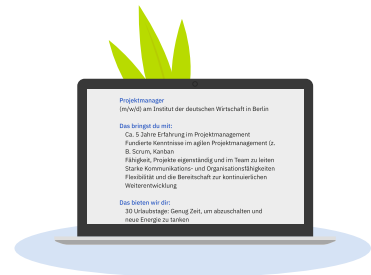 Projektmanager
(m/w/d) am Institut der deutschen Wirtschaft in Berlin
Das bringst du mit:
Ca. 5 Jahre Erfahrung im Projektmanagement
Fundierte Kenntnisse im agilen Projektmanagement (z.
B. Scrum, Kanban
Fähigkeit, Projekte eigenständig und im Team zu leiten
Starke Kommunikations- und Organisationsfähigkeiten
Flexibilität und die Bereitschaft zur kontinuierlichen
Weiterentwicklung
Das bieten wir dir:
30 Urlaubstage: Genug Zeit, um abzuschalten und
neue Energie zu tanken